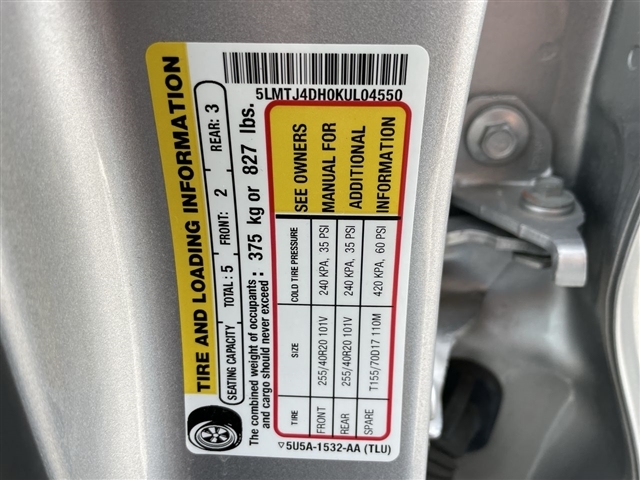 5LMTJ4DH0KUL04550
TIRE AND LOADING INFORMATION
SEATING CAPACITY TOTAL: 5 FRONT: 2 REAR: 3
The combined weight of occupants and cargo should never exceed: 375 kg or 827 lbs.
TIRE SIZE COLD TIRE PRESSURE
FRONT 255/40R20 101V 240 KPA, 35 PSI
REAR 255/40R20 101V 240 KPA, 35 PSI
SPARE T155/70D17 110M 420 KPA, 60 PSI
SEE OWNERS
MANUAL FOR
ADDITIONAL
INFORMATION
▽5U5A-1532-AA (TLU)